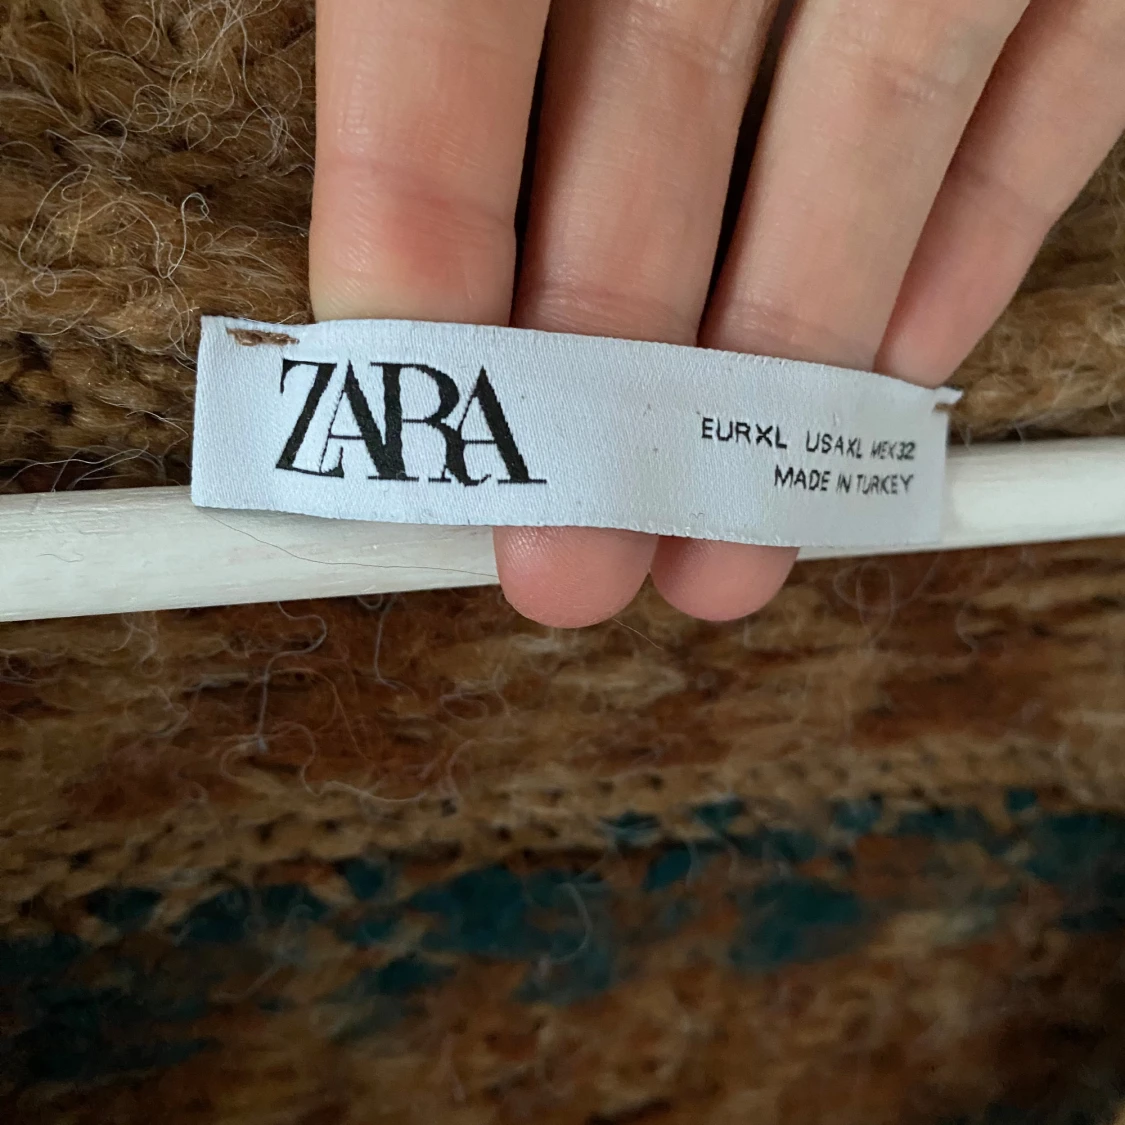 ZARA
EUR XL USA XL MEX 32
MADE IN TURKEY